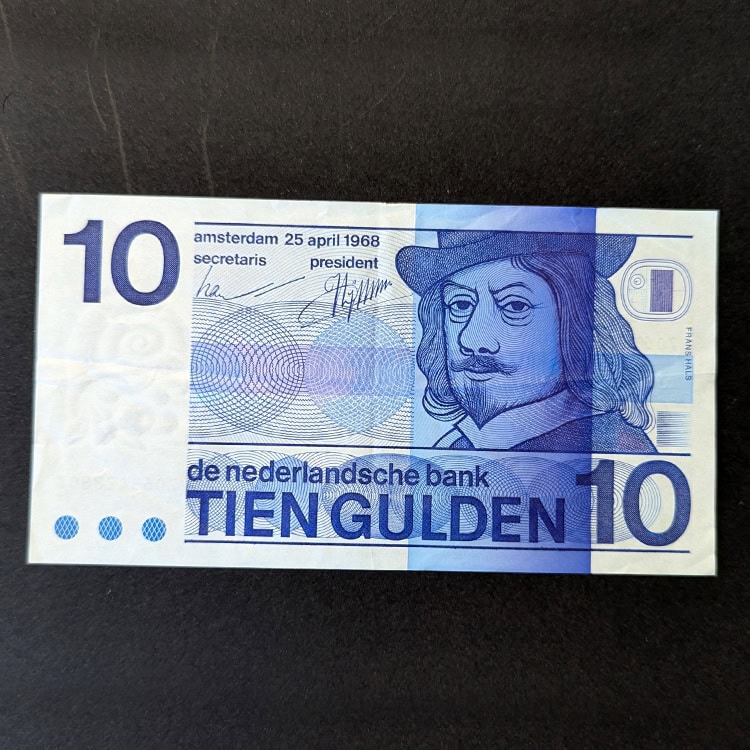 10
amsterdam 25 april 1968
secretaris president
FRANS HALS
de nederlandsche bank
TIEN GULDEN
10